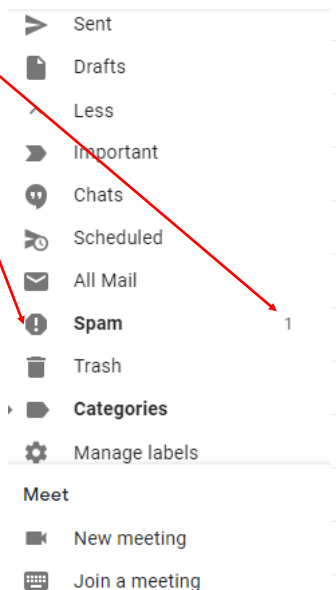 Sent
Drafts
Less
Important
Chats
Scheduled
All Mail
Spam 1
Trash
Categories
Manage labels
Meet
New meeting
Join a meeting